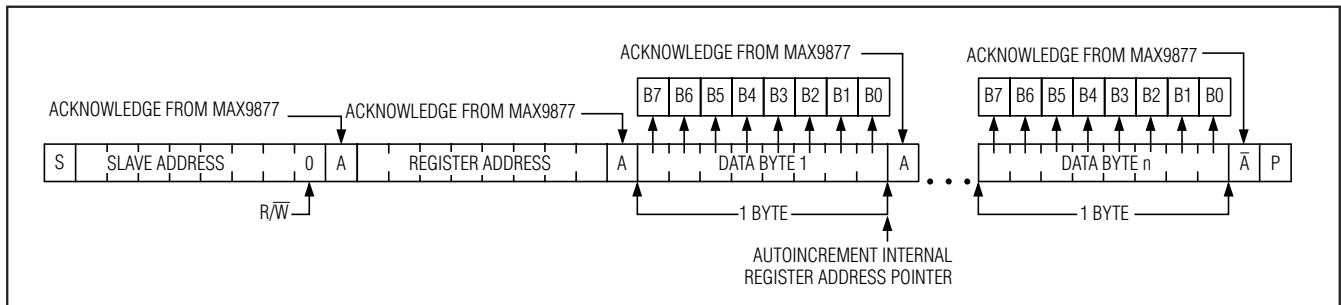 ACKNOWLEDGE FROM MAX9877
ACKNOWLEDGE FROM MAX9877
B7 B6 B5 B4 B3 B2 B1 B0
B7 B6 B5 B4 B3 B2 B1 B0
ACKNOWLEDGE FROM MAX9877
ACKNOWLEDGE FROM MAX9877
S SLAVE ADDRESS 0 A REGISTER ADDRESS A DATA BYTE 1 A • • • DATA BYTE n A̅ P
R/W̅
1 BYTE
1 BYTE
AUTOINCREMENT INTERNAL
REGISTER ADDRESS POINTER